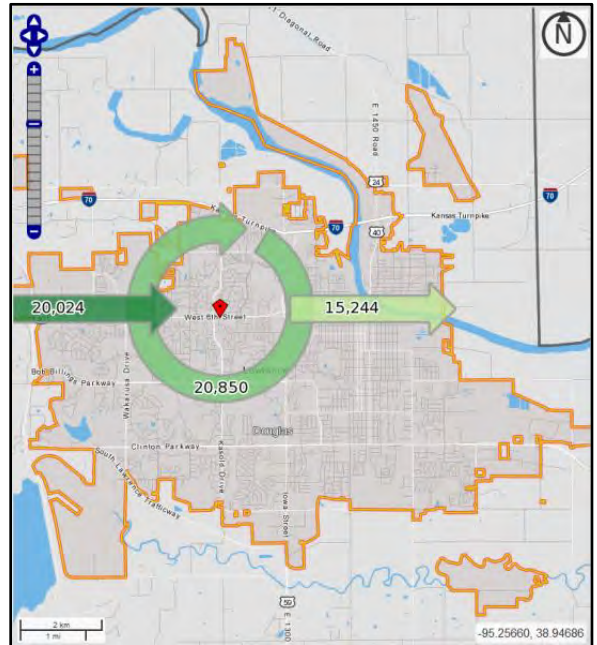 1 Diagonal_Road
N
E 1450 Road
24
70
70
Kansas Turnpike
Kansas Turnpike
70
40
20,024
15,244
West 6th Street
20,850
Lawrence
Bob Billings Parkway
Wakarusa Drive
Douglas
Clinton Parkway
Kasold Drive
South Lawrence Trafficway
Iowa Street
59
E 1300
2 km
1 mi
-95.25660, 38.94686